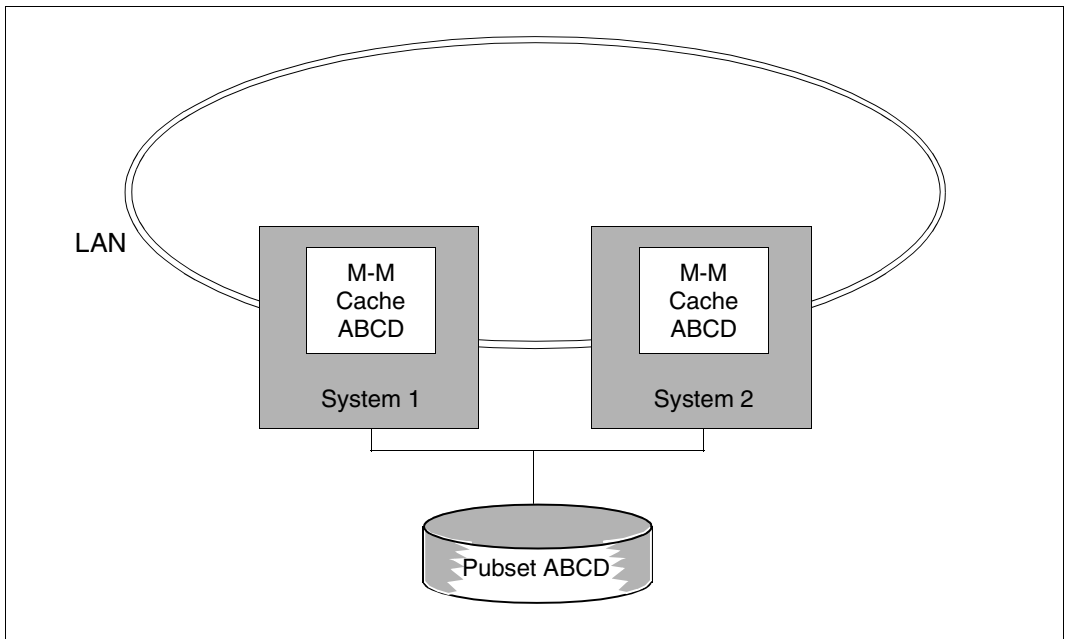 LAN
M-M
Cache
ABCD
System 1
M-M
Cache
ABCD
System 2
Pubset ABCD